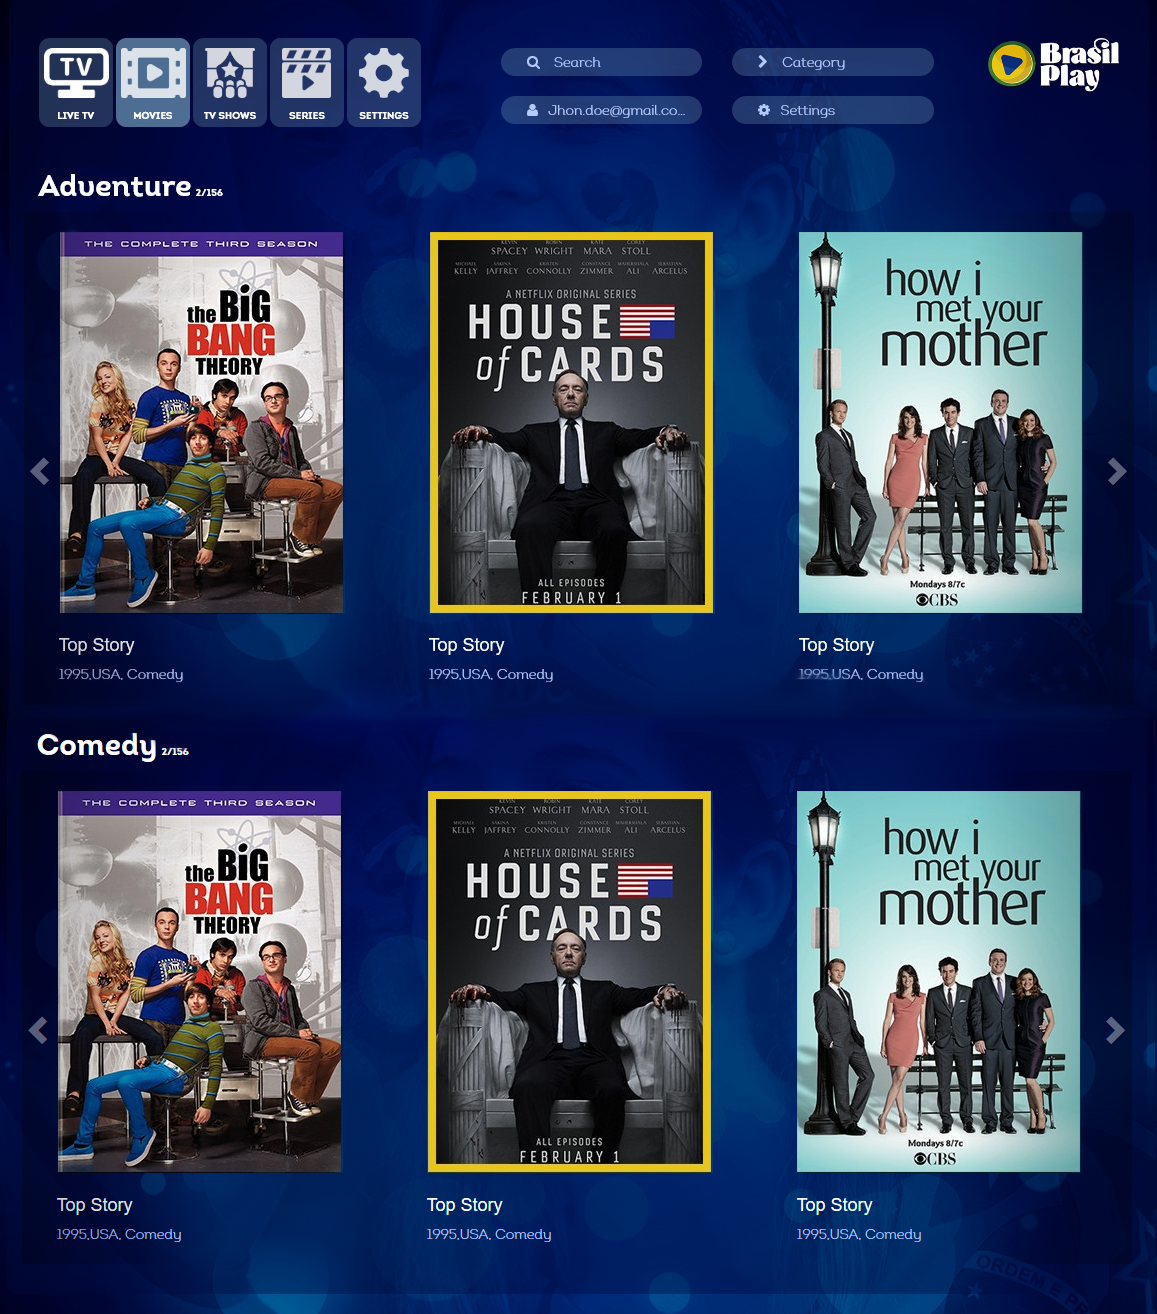 TV
LIVE TV
MOVIES
TV SHOWS
SERIES
SETTINGS
Search
Category
Jhon.doe@gmail.co...
Settings
Brasil
Play
Adventure 2/156
THE COMPLETE THIRD SEASON
the BiG
BANG
THEORY
KEVIN ROBIN KATE COREY
SPACEY WRIGHT MARA STOLL
MICHAEL SAKINA KRISTEN CONSTANCE MAHERSHALA SEBASTIAN
KELLY JAFFREY CONNOLLY ZIMMER ALI ARCELUS
A NETFLIX ORIGINAL SERIES
HOUSE
of CARDS
ALL EPISODES
FEBRUARY 1
how i
met your
mother
Mondays 8/7c
CBS
Top Story
1995,USA, Comedy
Top Story
1995,USA, Comedy
Top Story
1995,USA, Comedy
Comedy 2/156
THE COMPLETE THIRD SEASON
the BiG
BANG
THEORY
KEVIN ROBIN KATE COREY
SPACEY WRIGHT MARA STOLL
MICHAEL SAKINA KRISTEN CONSTANCE MAHERSHALA SEBASTIAN
KELLY JAFFREY CONNOLLY ZIMMER ALI ARCELUS
A NETFLIX ORIGINAL SERIES
HOUSE
of CARDS
ALL EPISODES
FEBRUARY 1
how i
met your
mother
Mondays 8/7c
CBS
Top Story
1995,USA, Comedy
Top Story
1995,USA, Comedy
Top Story
1995,USA, Comedy
ORDEM E P